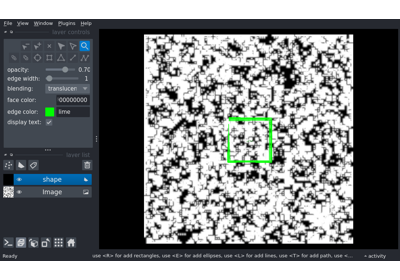 File View Window Plugins Help
layer controls
opacity: 0.70
edge width: 1
blending: translucen
face color: 00000000
edge color: lime
display text:
layer list
shape
Image
Ready use <R> for add rectangles, use <E> for add ellipses, use <L> for add lines, use <T> for add path, use <... activity